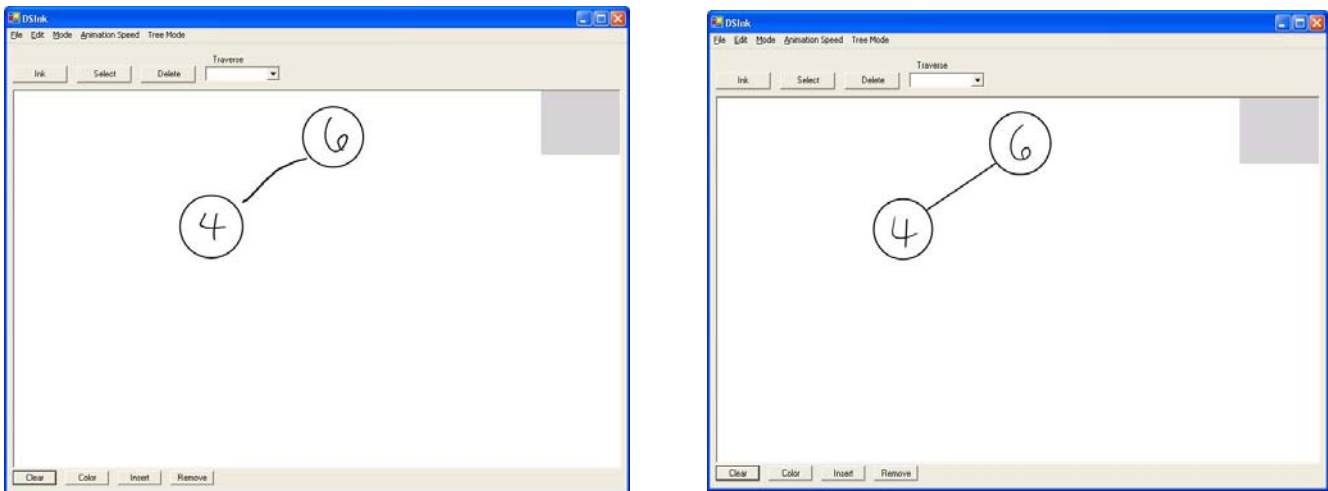 DSInk
File Edit Mode Animation Speed Tree Mode
Traverse
Ink Select Delete
6
4
Clear Color Insert Remove
DSInk
File Edit Mode Animation Speed Tree Mode
Traverse
Ink Select Delete
6
4
Clear Color Insert Remove